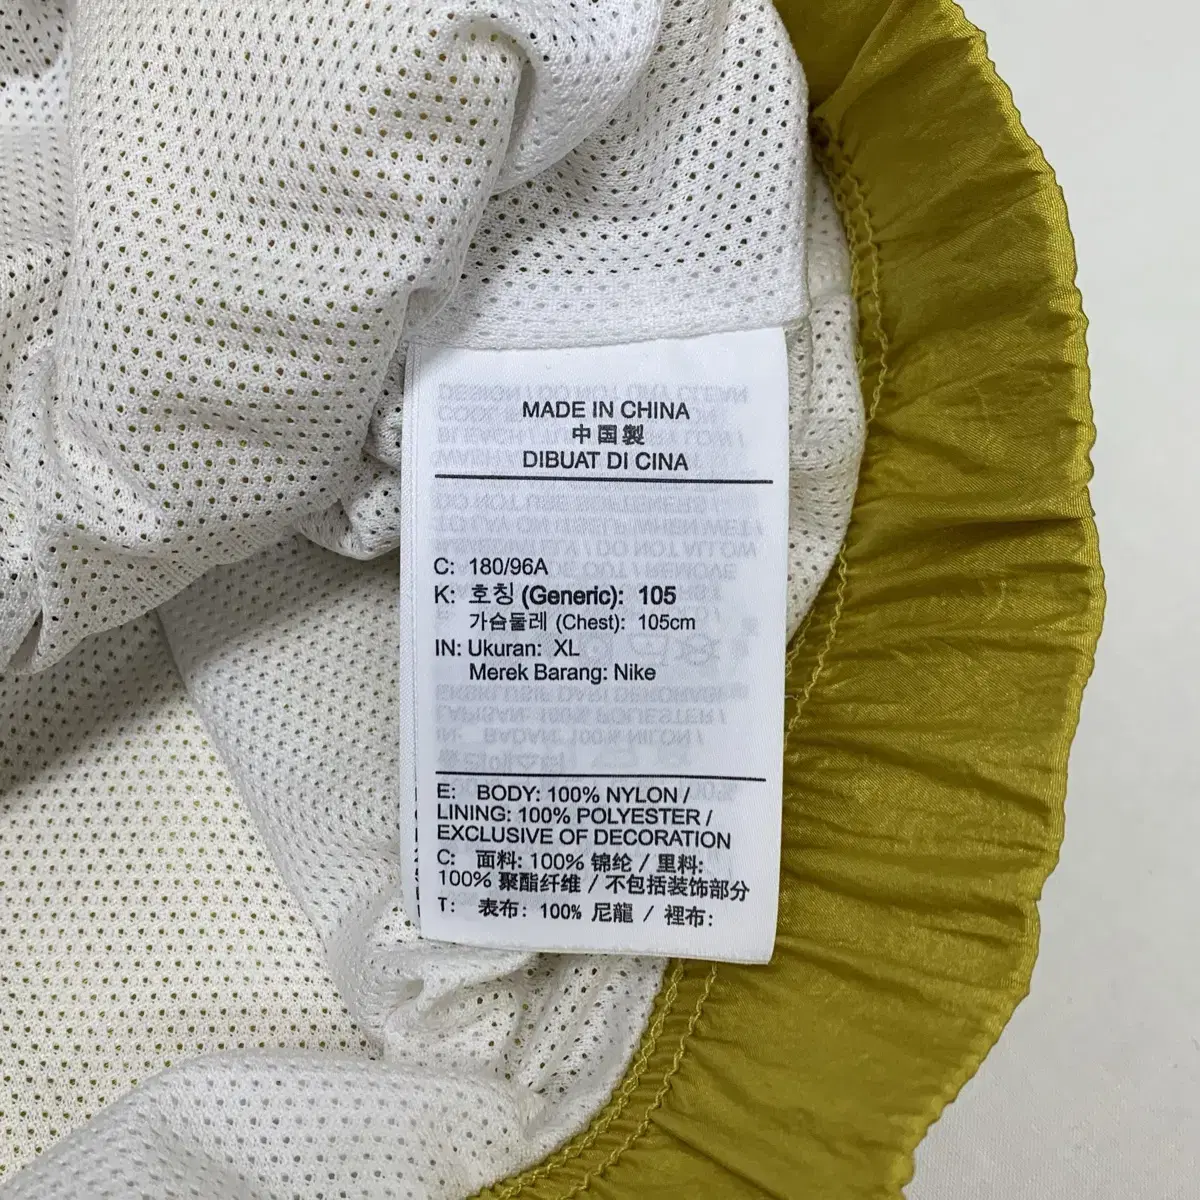 MADE IN CHINA
中国製
DIBUAT DI CINA
C: 180/96A
K: 호칭 (Generic): 105
가슴둘레 (Chest): 105cm
IN: Ukuran: XL
Merek Barang: Nike
E: BODY: 100% NYLON /
LINING: 100% POLYESTER /
EXCLUSIVE OF DECORATION
C: 面料: 100% 锦纶 / 里料:
100% 聚酯纤维 / 不包括装饰部分
T: 表布: 100% 尼龍 / 裡布: